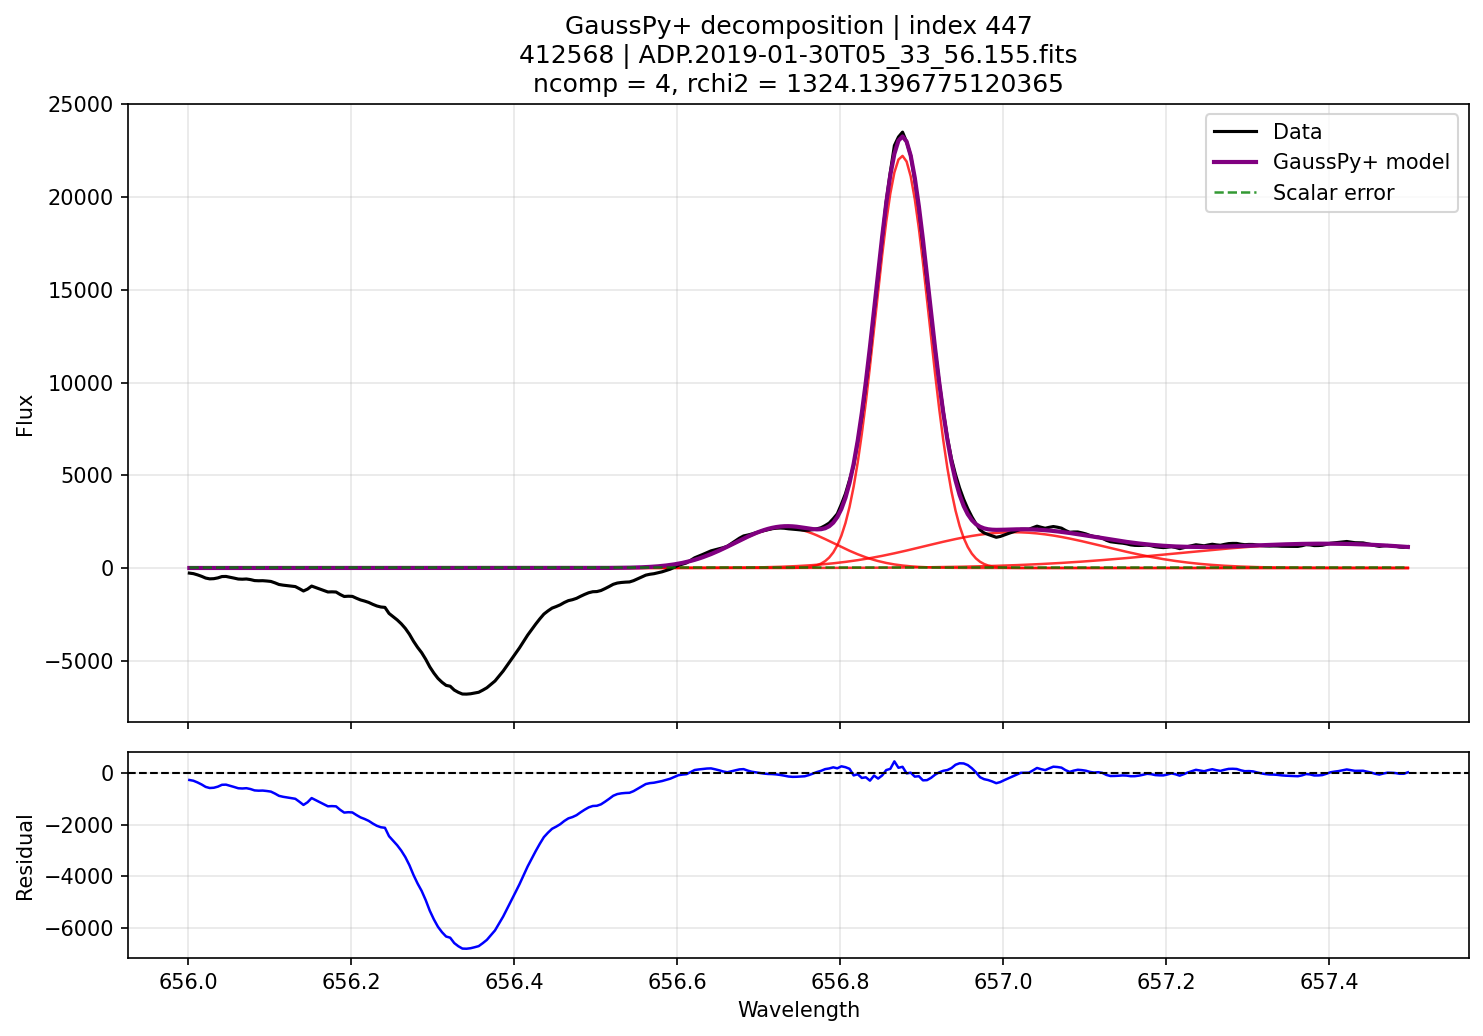 GaussPy+ decomposition | index 447
412568 | ADP.2019-01-30T05_33_56.155.fits
ncomp = 4, rchi2 = 1324.1396775120365
Data
GaussPy+ model
Scalar error
25000
20000
15000
10000
5000
0
−5000
Flux
0
−2000
−4000
−6000
Residual
656.0 656.2 656.4 656.6 656.8 657.0 657.2 657.4
Wavelength